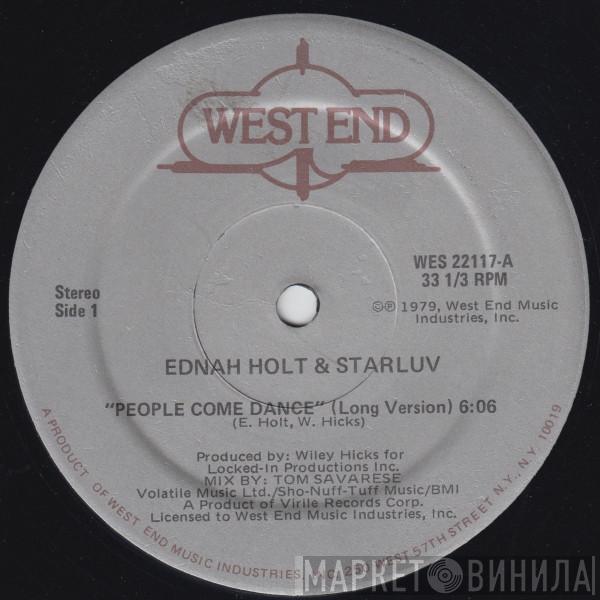 WEST END
WES 22117-A
33 1/3 RPM
Stereo
Side 1
©℗ 1979, West End Music
Industries, Inc.
EDNAH HOLT & STARLUV
"PEOPLE COME DANCE" (Long Version) 6:06
(E. Holt, W. Hicks)
Produced by: Wiley Hicks for
Locked-In Productions Inc.
MIX BY: TOM SAVARESE
Volatile Music Ltd./Sho-Nuff-Tuff Music/BMI
A Product of Virile Records Corp.
Licensed to West End Music Industries, Inc.
A PRODUCT OF WEST END MUSIC INDUSTRIES, INC. 250 WEST 57TH STREET N.Y., N.Y. 10019
МАРКЕТ ВИНИЛА